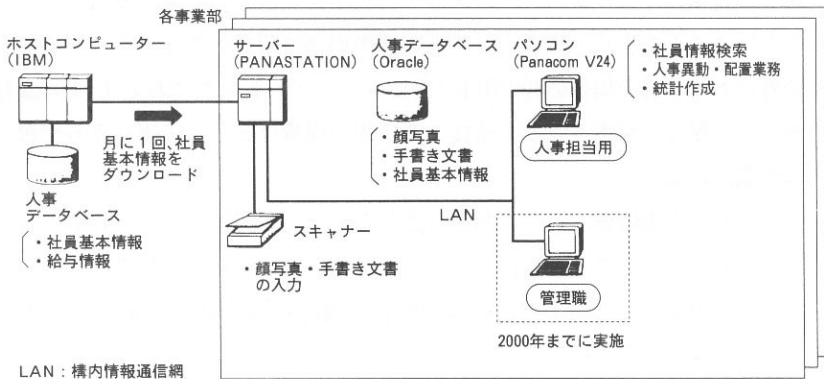 各事業部
ホストコンピューター
(IBM)
サーバー
(PANASTATION)
人事データベース
(Oracle)
パソコン
(Panacom V24)
・社員情報検索
・人事異動・配置業務
・統計作成
月に1回、社員
基本情報を
ダウンロード
・顔写真
・手書き文書
・社員基本情報
人事担当用
人事
データベース
・社員基本情報
・給与情報
LAN
スキャナー
・顔写真・手書き文書
の入力
管理職
2000年までに実施
LAN:構内情報通信網